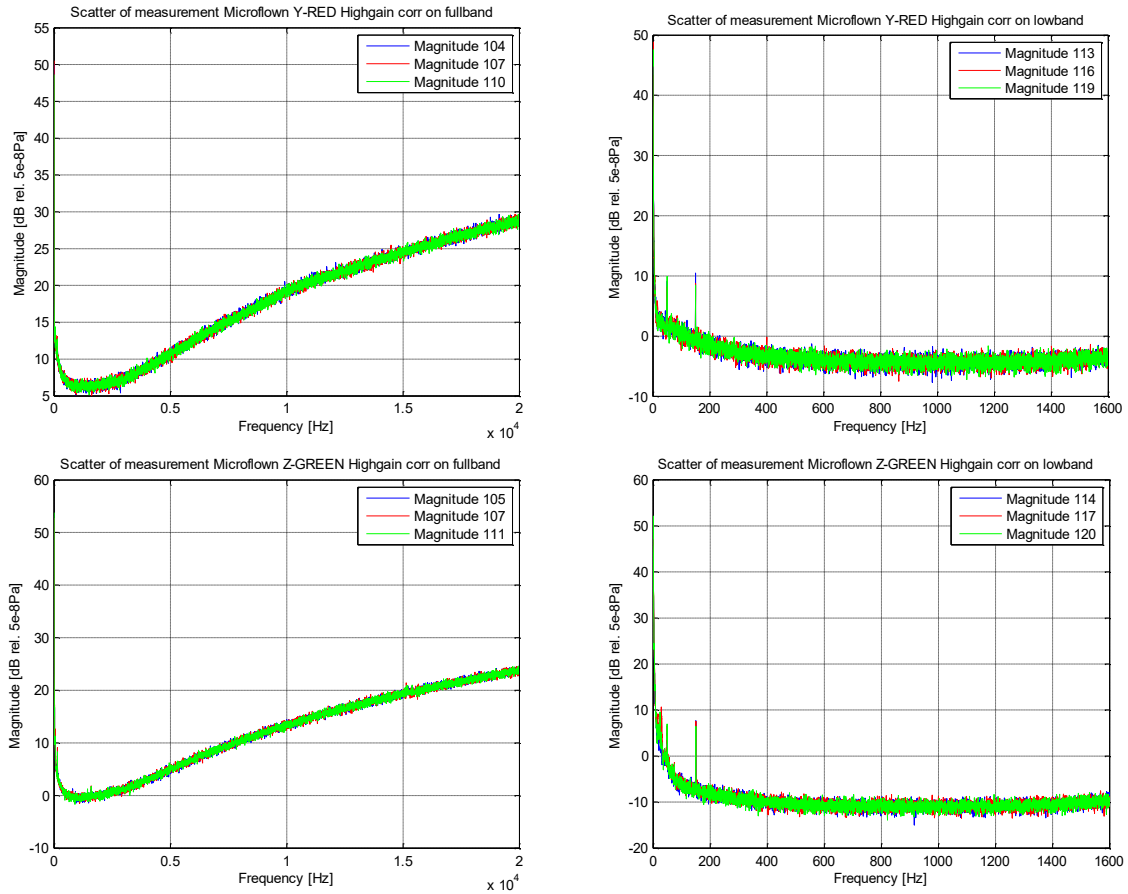 Scatter of measurement Microflown Y-RED Highgain corr on fullband
55
50
45
40
35
30
25
20
15
10
5
Magnitude [dB rel. 5e-8Pa]
Magnitude 104
Magnitude 107
Magnitude 110
0 0.5 1 1.5 2
Frequency [Hz]
x 10^4
Scatter of measurement Microflown Y-RED Highgain corr on lowband
50
40
30
20
10
0
-10
Magnitude [dB rel. 5e-8Pa]
Magnitude 113
Magnitude 116
Magnitude 119
0 200 400 600 800 1000 1200 1400 1600
Frequency [Hz]
Scatter of measurement Microflown Z-GREEN Highgain corr on fullband
60
50
40
30
20
10
0
-10
Magnitude [dB rel. 5e-8Pa]
Magnitude 105
Magnitude 107
Magnitude 111
0 0.5 1 1.5 2
Frequency [Hz]
x 10^4
Scatter of measurement Microflown Z-GREEN Highgain corr on lowband
60
50
40
30
20
10
0
-10
-20
Magnitude [dB rel. 5e-8Pa]
Magnitude 114
Magnitude 117
Magnitude 120
0 200 400 600 800 1000 1200 1400 1600
Frequency [Hz]